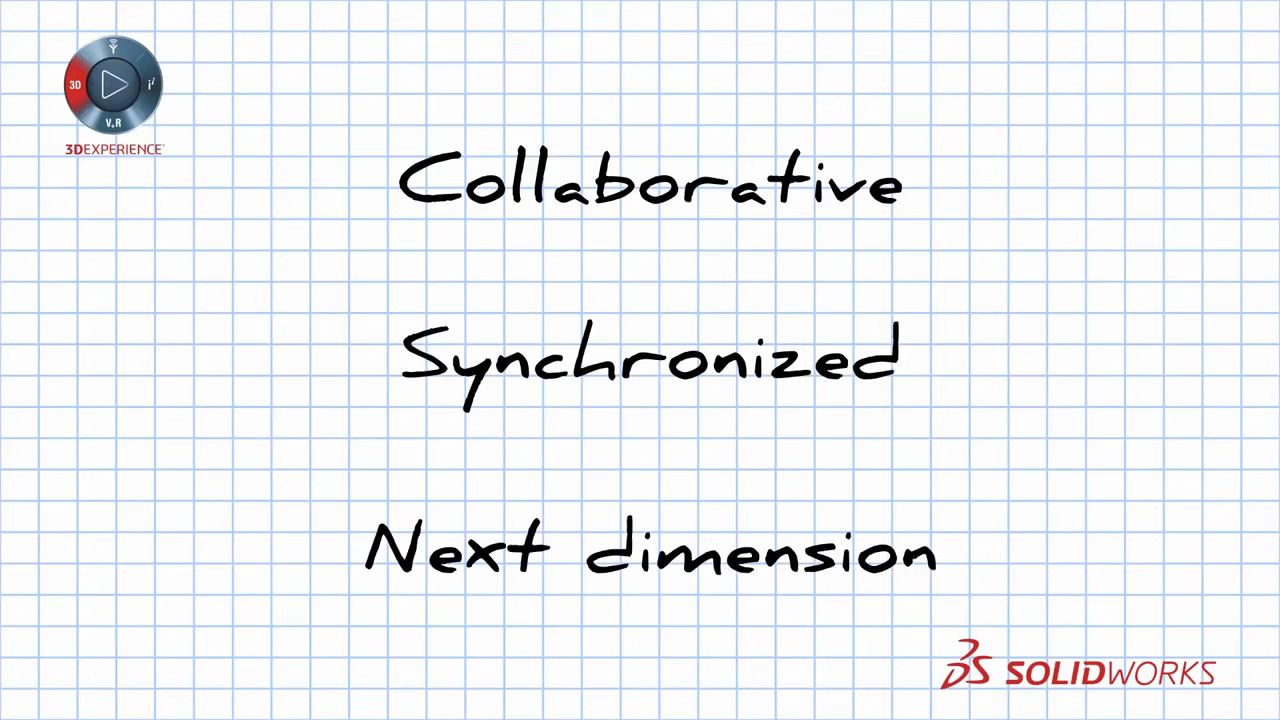 3D
i
V.R
3DEXPERIENCE
Collaborative
Synchronized
Next dimension
SOLIDWORKS